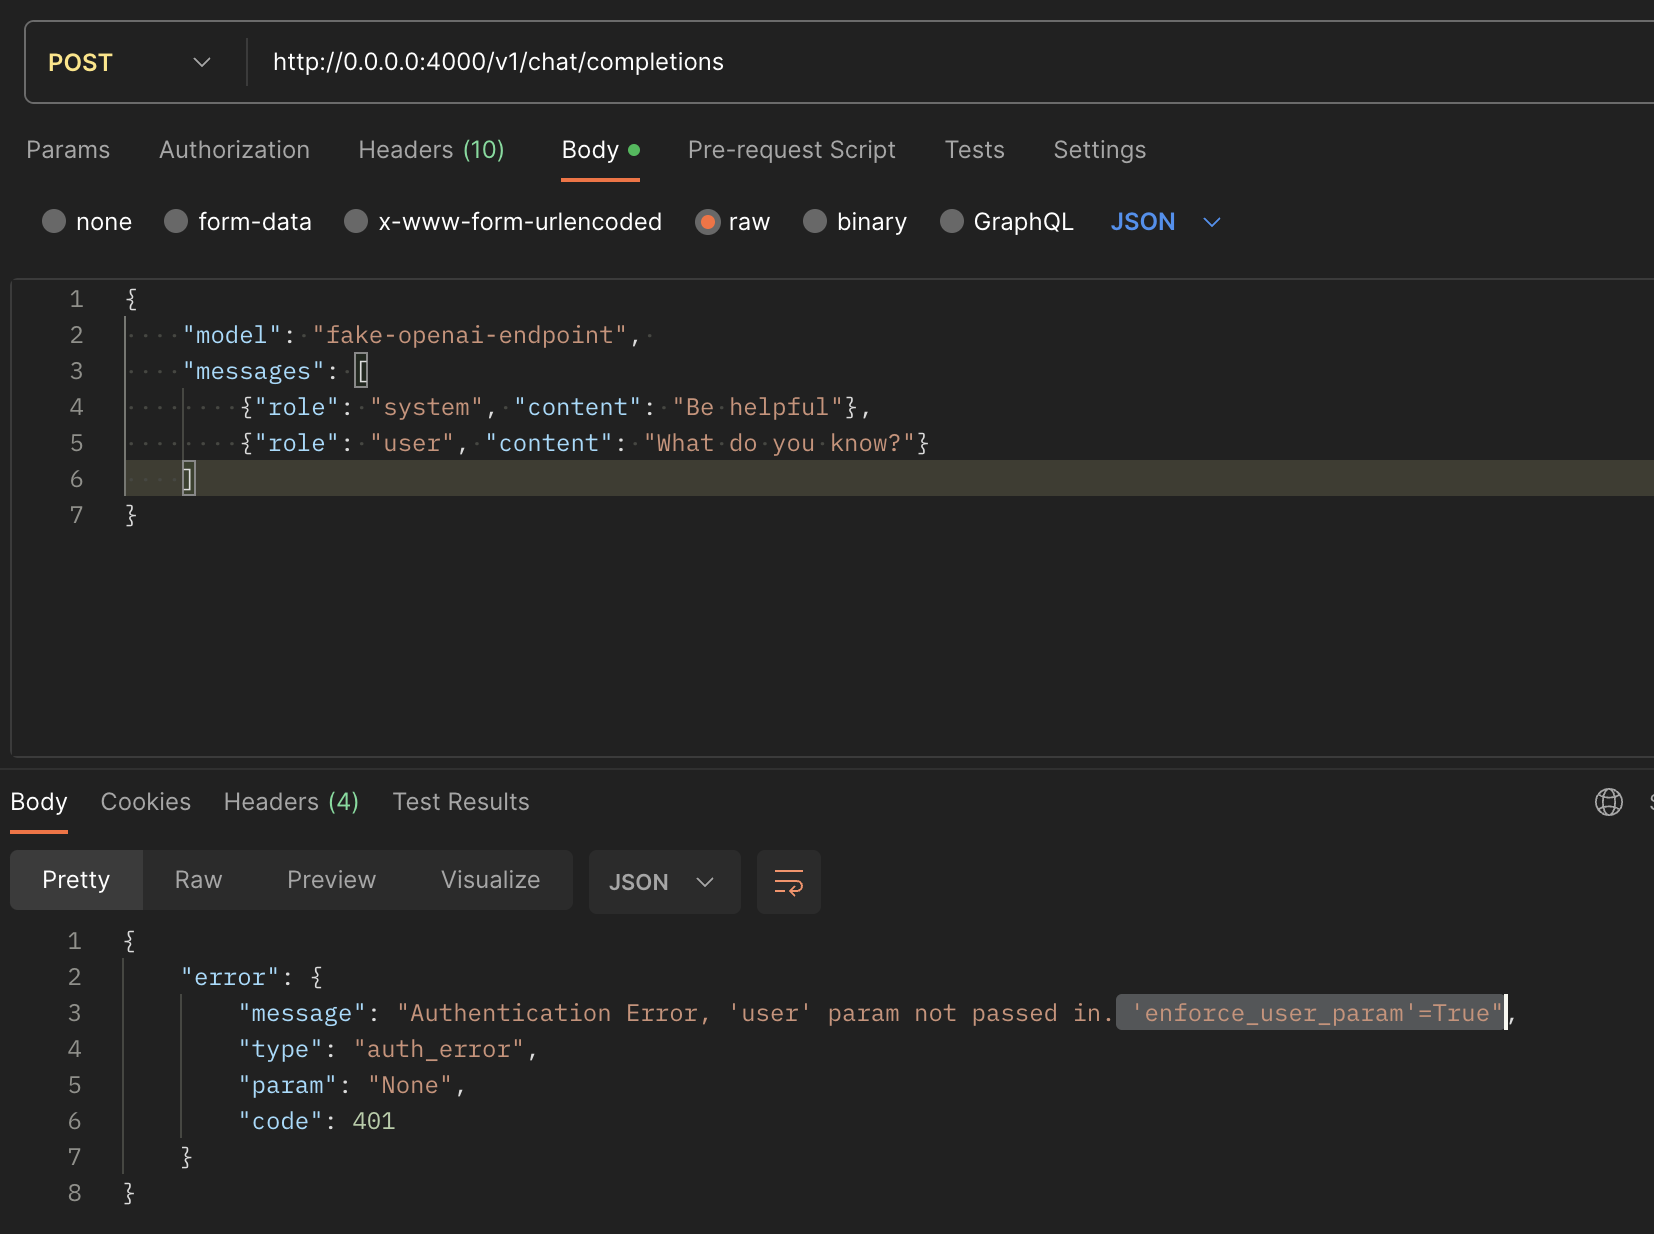 POST http://0.0.0.0:4000/v1/chat/completions
Params Authorization Headers (10) Body Pre-request Script Tests Settings
none form-data x-www-form-urlencoded raw binary GraphQL JSON
1 {
2 "model": "fake-openai-endpoint",
3 "messages": [
4 {"role": "system", "content": "Be helpful"},
5 {"role": "user", "content": "What do you know?"}
6 ]
7 }
Body Cookies Headers (4) Test Results
Pretty Raw Preview Visualize JSON
1 {
2 "error": {
3 "message": "Authentication Error, 'user' param not passed in. 'enforce_user_param'=True",
4 "type": "auth_error",
5 "param": "None",
6 "code": 401
7 }
8 }